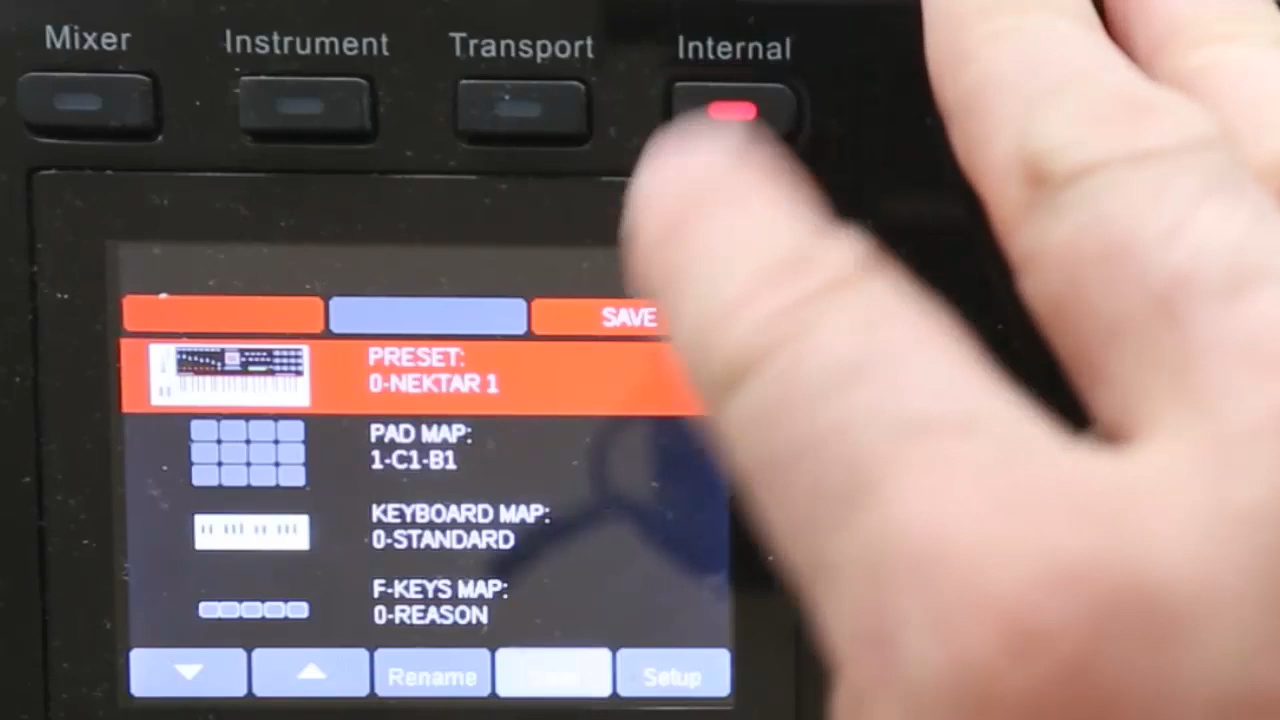 Mixer
Instrument
Transport
Internal
SAVE
PRESET:
0-NEKTAR 1
PAD MAP:
1-C1-B1
KEYBOARD MAP:
0-STANDARD
F-KEYS MAP:
0-REASON
Rename
Setup